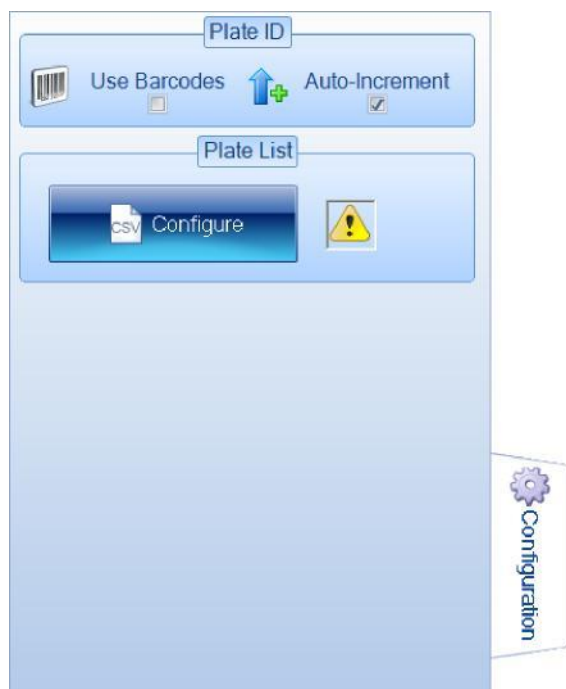 Plate ID
Use Barcodes
Auto-Increment
Plate List
CSV
Configure
Configuration